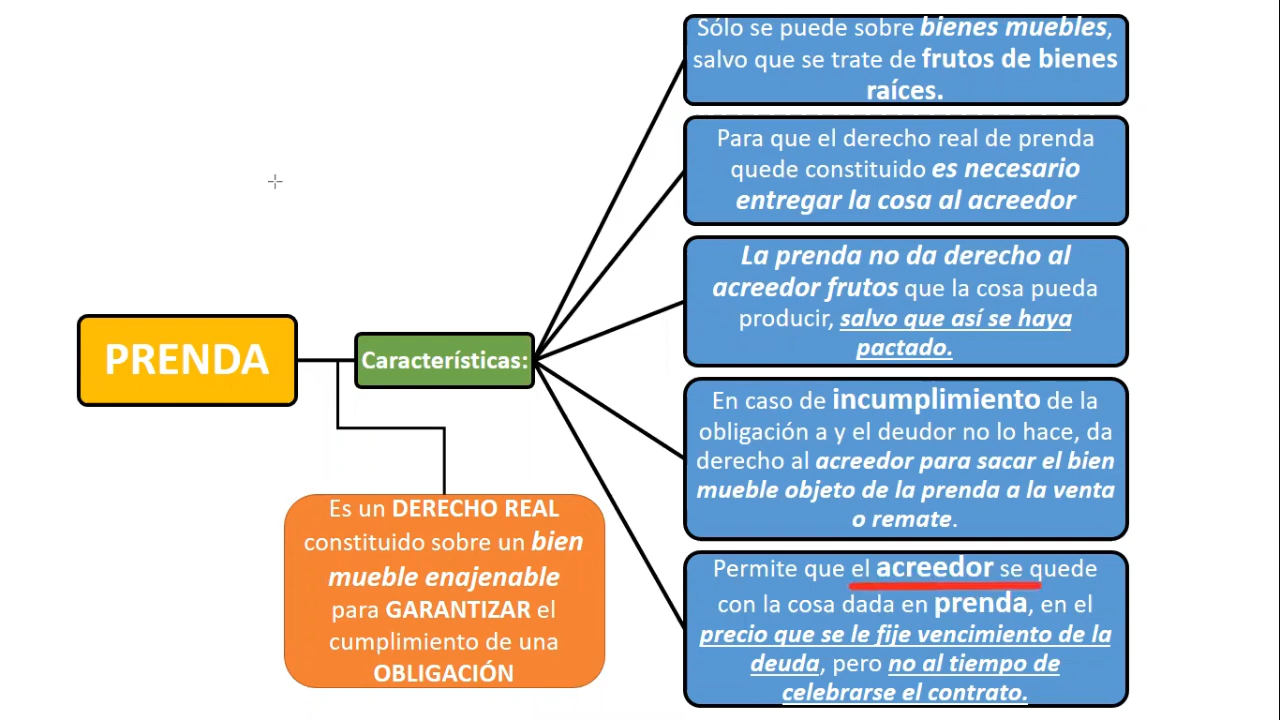 PRENDA
Características:
Es un DERECHO REAL
constituido sobre un bien
mueble enajenable
para GARANTIZAR el
cumplimiento de una
OBLIGACIÓN
Sólo se puede sobre bienes muebles,
salvo que se trate de frutos de bienes
raíces.
Para que el derecho real de prenda
quede constituido es necesario
entregar la cosa al acreedor
La prenda no da derecho al
acreedor frutos que la cosa pueda
producir, salvo que así se haya
pactado.
En caso de incumplimiento de la
obligación a y el deudor no lo hace, da
derecho al acreedor para sacar el bien
mueble objeto de la prenda a la venta
o remate.
Permite que el acreedor se quede
con la cosa dada en prenda, en el
precio que se le fije vencimiento de la
deuda, pero no al tiempo de
celebrarse el contrato.